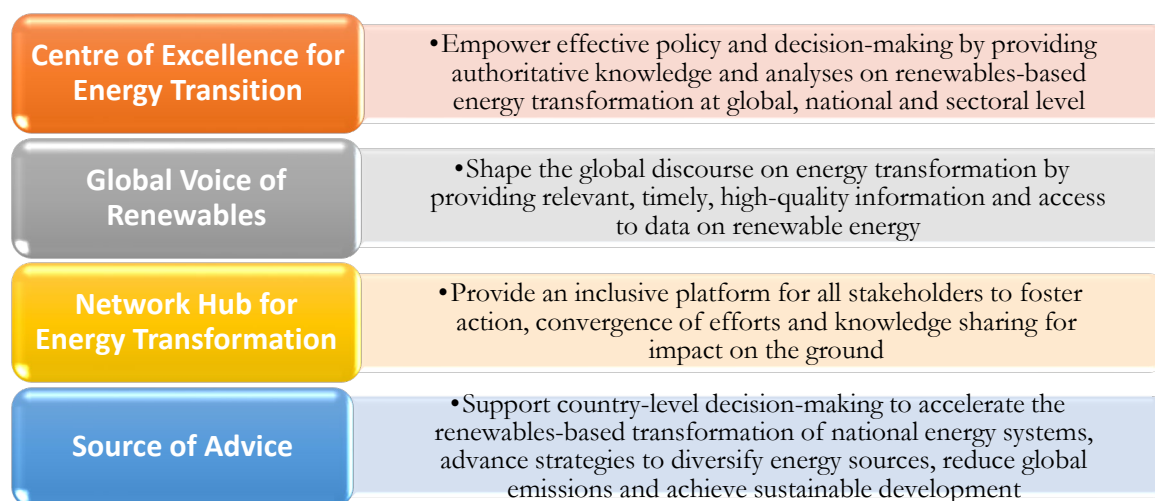 Centre of Excellence for
Energy Transition
•Empower effective policy and decision-making by providing
authoritative knowledge and analyses on renewables-based
energy transformation at global, national and sectoral level
Global Voice of
Renewables
•Shape the global discourse on energy transformation by
providing relevant, timely, high-quality information and access
to data on renewable energy
Network Hub for
Energy Transformation
•Provide an inclusive platform for all stakeholders to foster
action, convergence of efforts and knowledge sharing for
impact on the ground
Source of Advice
•Support country-level decision-making to accelerate the
renewables-based transformation of national energy systems,
advance strategies to diversify energy sources, reduce global
emissions and achieve sustainable development